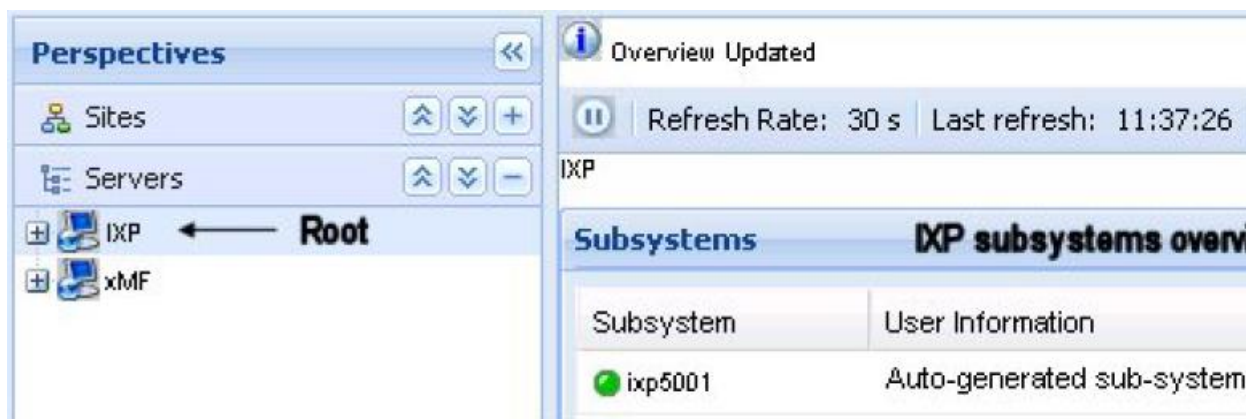 Perspectives
Sites
Servers
IXP
Root
xMF
Overview Updated
Refresh Rate: 30 s Last refresh: 11:37:26
IXP
Subsystems IXP subsystems
Subsystem User Information
ixp5001 Auto-generated sub-system